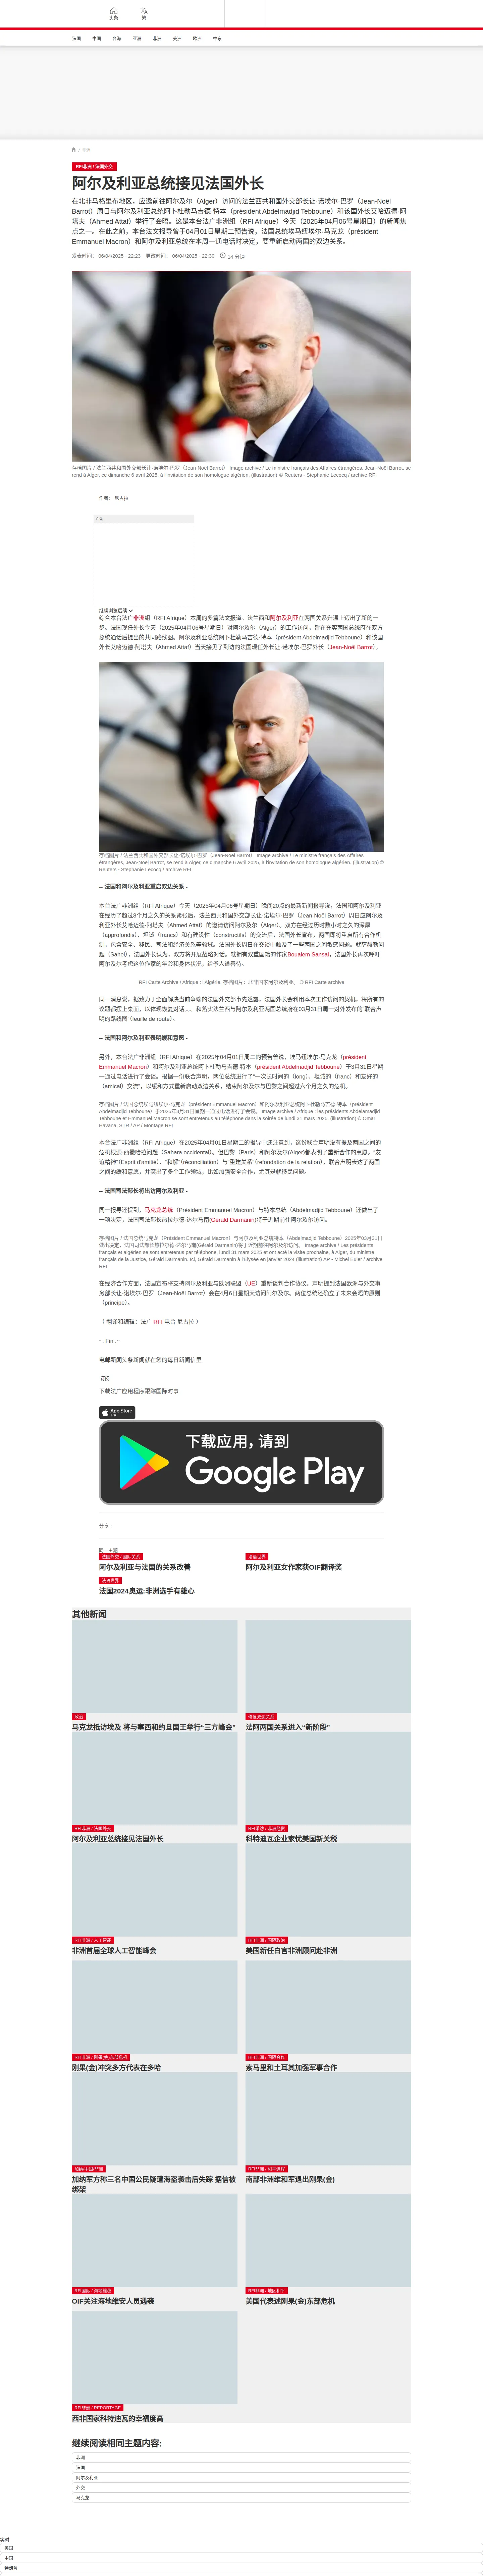 头条
繁
法国
中国
台海
亚洲
非洲
美洲
欧洲
中东
/ 非洲
RFI非洲 / 法国外交
阿尔及利亚总统接见法国外长
在北非马格里布地区，应邀前往阿尔及尔（Alger）访问的法兰西共和国外交部长让·诺埃尔·巴罗（Jean-Noël
Barrot）周日与阿尔及利亚总统阿卜杜勒马吉德·特本（président Abdelmadjid Tebboune）和该国外长艾哈迈德·阿
塔夫（Ahmed Attaf）举行了会晤。这是本台法广非洲组（RFI Afrique）今天（2025年04月06号星期日）的新闻焦
点之一。在此之前，本台法文报导曾于04月01日星期二预告说，法国总统埃马纽埃尔·马克龙（président
Emmanuel Macron）和阿尔及利亚总统在本周一通电话时决定，要重新启动两国的双边关系。
发表时间： 06/04/2025 - 22:23 更改时间： 06/04/2025 - 22:30 14 分钟
存档图片 / 法兰西共和国外交部长让·诺埃尔·巴罗（Jean-Noël Barrot） Image archive / Le ministre français des Affaires étrangères, Jean-Noël Barrot, se
rend à Alger, ce dimanche 6 avril 2025, à l'invitation de son homologue algérien. (illustration) © Reuters - Stephanie Lecocq / archive RFI
作者： 尼古拉
广告
继续浏览后续
综合本台法广非洲组（RFI Afrique）本周的多篇法文报道。法兰西和阿尔及利亚在两国关系升温上迈出了新的一
步。法国现任外长今天（2025年04月06号星期日）对阿尔及尔（Alger）的工作访问，旨在充实两国总统府在双方
总统通话后提出的共同路线图。阿尔及利亚总统阿卜杜勒马吉德·特本（président Abdelmadjid Tebboune）和该国
外长艾哈迈德·阿塔夫（Ahmed Attaf）当天接见了到访的法国现任外长让·诺埃尔·巴罗外长（Jean-Noël Barrot）。
存档图片 / 法兰西共和国外交部长让·诺埃尔·巴罗（Jean-Noël Barrot） Image archive / Le ministre français des Affaires
étrangères, Jean-Noël Barrot, se rend à Alger, ce dimanche 6 avril 2025, à l'invitation de son homologue algérien. (illustration) ©
Reuters - Stephanie Lecocq / archive RFI
-- 法国和阿尔及利亚重启双边关系 -
本台法广非洲组（RFI Afrique）今天（2025年04月06号星期日）晚间20点的最新新闻报导说，法国和阿尔及利亚
在经历了超过8个月之久的关系紧张后，法兰西共和国外交部长让·诺埃尔·巴罗（Jean-Noël Barrot）周日应阿尔及
利亚外长艾哈迈德·阿塔夫（Ahmed Attaf）的邀请访问阿尔及尔（Alger）。双方在经过历时数小时之久的深厚
（approfondis）、坦诚（francs）和有建设性（constructifs）的交流后，法国外长宣布，两国即将重启所有合作机
制，包含安全、移民、司法和经济关系等领域。法国外长周日在交谈中触及了一些两国之间敏感问题。就萨赫勒问
题（Sahel），法国外长认为，双方将开展战略对话。就拥有双重国籍的作家Boualem Sansal，法国外长再次呼吁
阿尔及尔考虑这位作家的年龄和身体状况，给予人道善待。
RFI Carte Archive / Afrique : l'Algérie. 存档图片：北非国家阿尔及利亚。 © RFI Carte archive
同一消息说，据致力于全面解决当前争端的法国外交部事先透露，法国外长会利用本次工作访问的契机，将所有的
议题都摆上桌面，以体现恢复对话。。。和落实法兰西与阿尔及利亚两国总统府在03月31日周一对外发布的“联合声
明的路线图”（feuille de route）。
-- 法国和阿尔及利亚表明缓和意愿 -
另外，本台法广非洲组（RFI Afrique）在2025年04月01日周二的预告曾说，埃马纽埃尔·马克龙（président
Emmanuel Macron）和阿尔及利亚总统阿卜杜勒马吉德·特本（président Abdelmadjid Tebboune）于3月31日星期
一通过电话进行了会谈。根据一份联合声明，两位总统进行了“一次长时间的（long）、坦诚的（franc）和友好的
（amical）交流”，以缓和方式重新启动双边关系，结束阿尔及尔与巴黎之间超过六个月之久的危机。
存档图片 / 法国总统埃马纽埃尔·马克龙（président Emmanuel Macron）和阿尔及利亚总统阿卜杜勒马吉德·特本（président
Abdelmadjid Tebboune）于2025年3月31日星期一通过电话进行了会谈。 Image archive / Afrique : les présidents Abdelamadjid
Tebboune et Emmanuel Macron se sont entretenus au téléphone dans la soirée de lundi 31 mars 2025. (illustration) © Omar
Havana, STR / AP / Montage RFI
本台法广非洲组（RFI Afrique）在2025年04月01日星期二的报导中还注意到，这份联合声明没有提及两国之间的
危机根源-西撒哈拉问题（Sahara occidental）。但巴黎（Paris）和阿尔及尔(Alger)都表明了重新合作的意愿。“友
谊精神”（Esprit d'amitié）、“和解”（réconciliation）与“重建关系”（refondation de la relation），联合声明表达了两国
之间的缓和意愿，并突出了多个工作领域，比如加强安全合作，尤其是就移民问题。
-- 法国司法部长将出访阿尔及利亚 -
同一报导还提到，马克龙总统（Président Emmanuel Macron）与特本总统（Abdelmadjid Tebboune）还做出了
一项决定，法国司法部长热拉尔德·达尔马南(Gérald Darmanin)将于近期前往阿尔及尔访问。
存档图片 / 法国总统马克龙（Président Emmanuel Macron）与阿尔及利亚总统特本（Abdelmadjid Tebboune）2025年03月31日
做出决定，法国司法部长热拉尔德·达尔马南(Gérald Darmanin)将于近期前往阿尔及尔访问。 Image archive / Les présidents
français et algérien se sont entretenus par téléphone, lundi 31 mars 2025 et ont acté la visite prochaine, à Alger, du ministre
français de la Justice, Gérald Darmanin. Ici, Gérald Darmanin à l'Élysée en janvier 2024 (illustration) AP - Michel Euler / archive
RFI
在经济合作方面，法国宣布将支持阿尔及利亚与欧洲联盟（UE）重新谈判合作协议。声明提到法国欧洲与外交事
务部长让-诺埃尔·巴罗（Jean-Noël Barrot）会在4月6日星期天访问阿尔及尔。两位总统还确立了未来会晤的原则
（principe）。
（ 翻译和编辑：法广 RFI 电台 尼古拉 ）
~. Fin .~
电邮新闻头条新闻就在您的每日新闻信里
订阅
下载法广应用程序跟踪国际时事
App Store
下载应用，请到
Google Play
分享 :
同一主题
法国外交 / 国际关系
阿尔及利亚与法国的关系改善
法语世界
阿尔及利亚女作家获OIF翻译奖
法语世界
法国2024奥运:非洲选手有雄心
其他新闻
政治
马克龙抵访埃及 将与塞西和约旦国王举行“三方峰会”
修复双边关系
法阿两国关系进入“新阶段”
RFI非洲 / 法国外交
阿尔及利亚总统接见法国外长
RFI采访 / 非洲经贸
科特迪瓦企业家忧美国新关税
RFI非洲 / 人工智能
非洲首届全球人工智能峰会
RFI非洲 / 国际政治
美国新任白宫非洲顾问赴非洲
RFI非洲 / 刚果(金)东部危机
刚果(金)冲突多方代表在多哈
RFI非洲 / 国际合作
索马里和土耳其加强军事合作
加纳/中国/非洲
加纳军方称三名中国公民疑遭海盗袭击后失踪 据信被
绑架
RFI非洲 / 和平进程
南部非洲维和军退出刚果(金)
RFI国际 / 海地维稳
OIF关注海地维安人员遇袭
RFI非洲 / 地区和平
美国代表述刚果(金)东部危机
RFI非洲 / REPORTAGE
西非国家科特迪瓦的幸福度高
继续阅读相同主题内容:
非洲
法国
阿尔及利亚
外交
马克龙
实时
美国
中国
特朗普